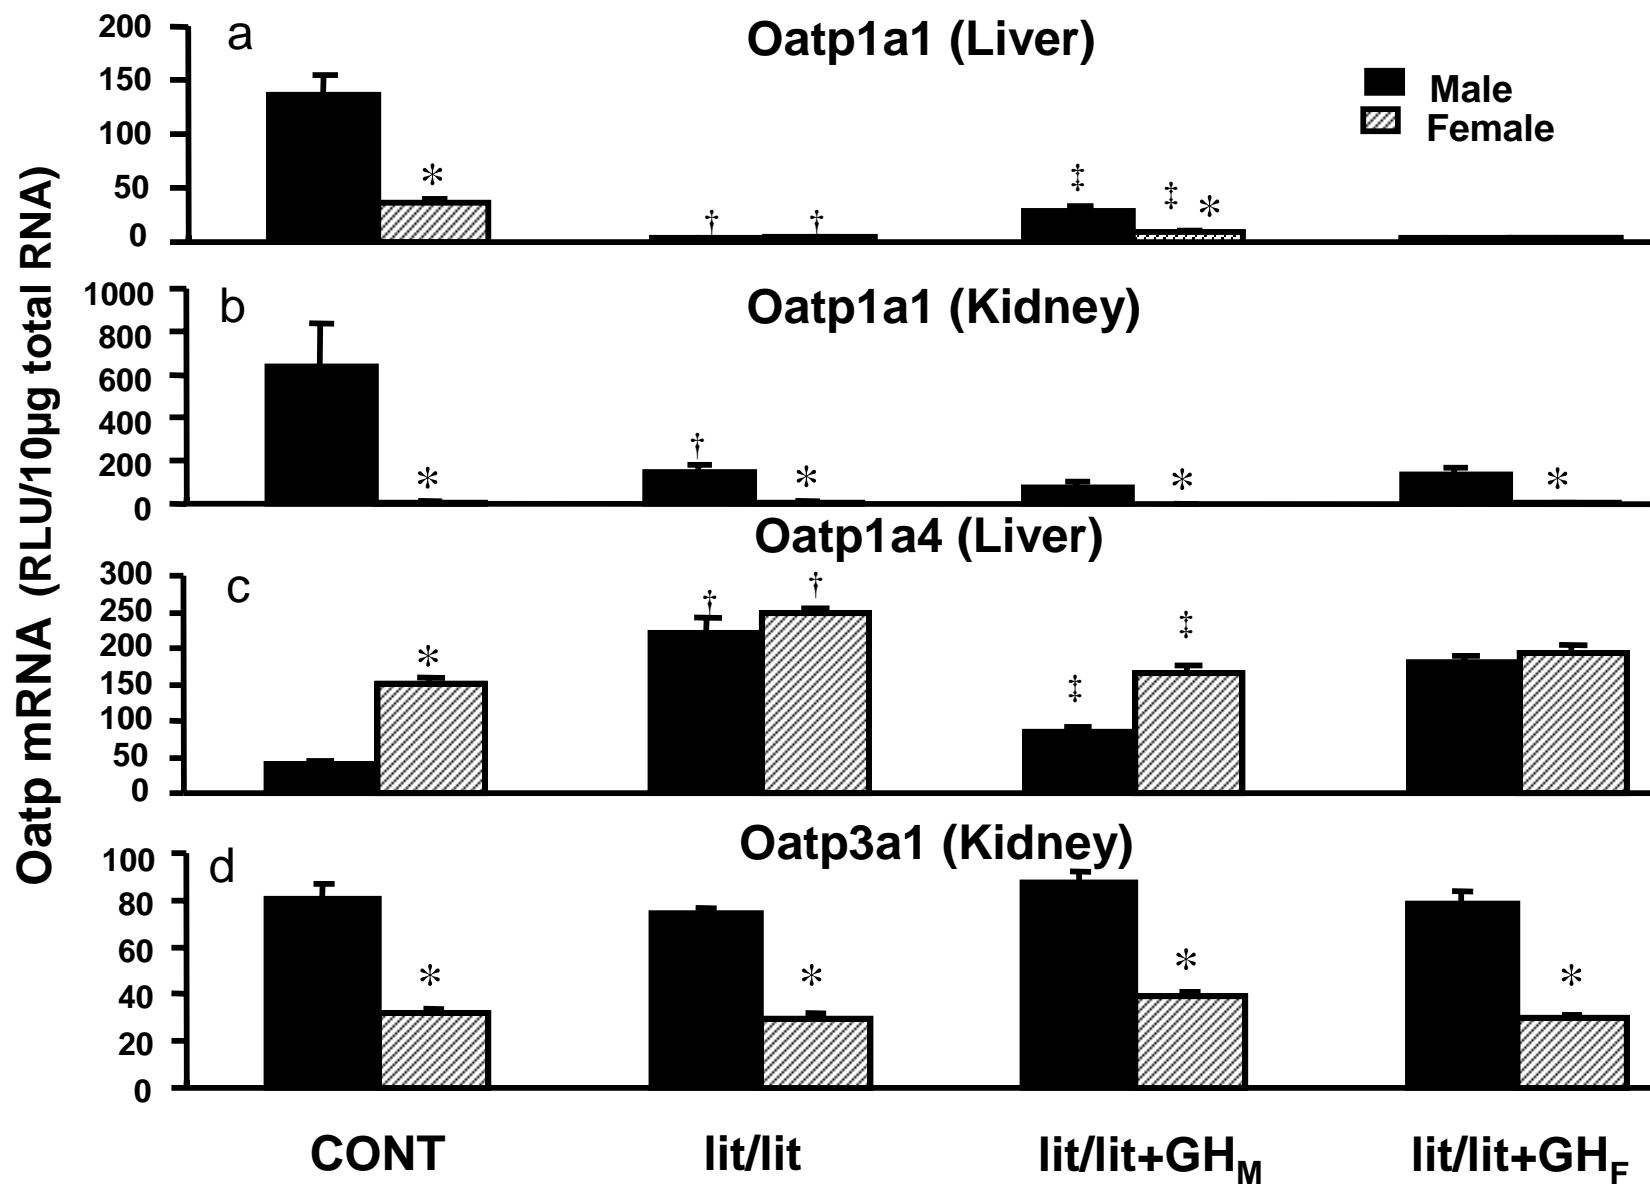 Oatp mRNA (RLU/10µg total RNA)
a
Oatp1a1 (Liver)
200
150
100
50
0
Male
Female
*
†
†
‡
‡ *
b
Oatp1a1 (Kidney)
1000
800
600
400
200
0
*
†
*
*
*
Oatp1a4 (Liver)
c
300
250
200
150
100
50
0
*
†
†
‡
‡
Oatp3a1 (Kidney)
d
100
80
60
40
20
0
*
*
*
*
CONT
lit/lit
lit/lit+GHM
lit/lit+GHF